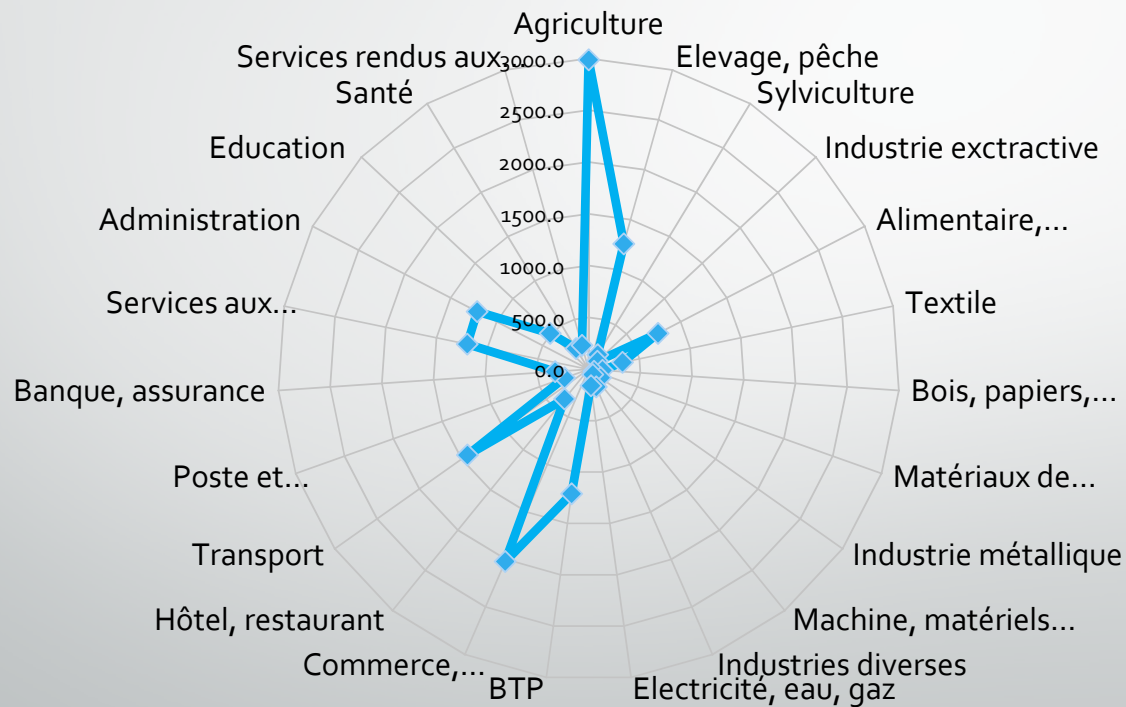 Agriculture
Elevage, pêche
Sylviculture
Industrie exctractive
Alimentaire,...
Textile
Bois, papiers,...
Matériaux de...
Industrie métallique
Machine, matériels...
Industries diverses
Electricité, eau, gaz
BTP
Commerce,...
Hôtel, restaurant
Transport
Poste et...
Banque, assurance
Services aux...
Administration
Education
Santé
Services rendus aux...
3000.0
2500.0
2000.0
1500.0
1000.0
500.0
0.0